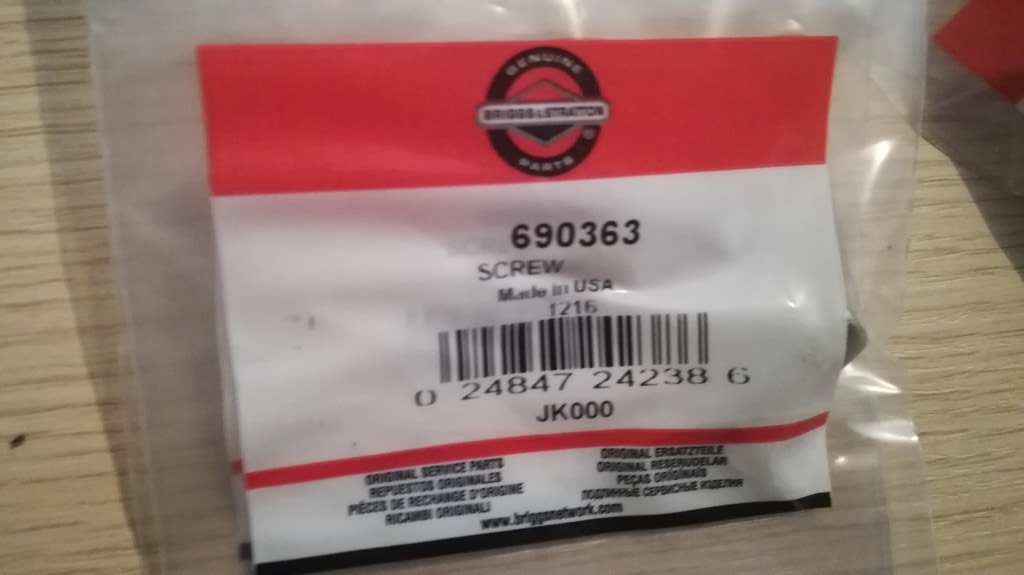 GENUINE
BRIGGS & STRATTON
PARTS
690363
SCREW
Made in USA
1216
0 24847 24238 6
JK000
ORIGINAL SERVICE PARTS
REPUESTOS ORIGINALES
PIÈCES DE RECHANGE D'ORIGINE
RICAMBI ORIGINALI
ORIGINAL ERSATZTEILE
ORIGINAL RESERVDELAR
PEÇAS ORIGINAIS
ПОДЛИННЫЕ СЕРВИСНЫЕ ИЗДЕЛИЯ
www.briggsnetwork.com